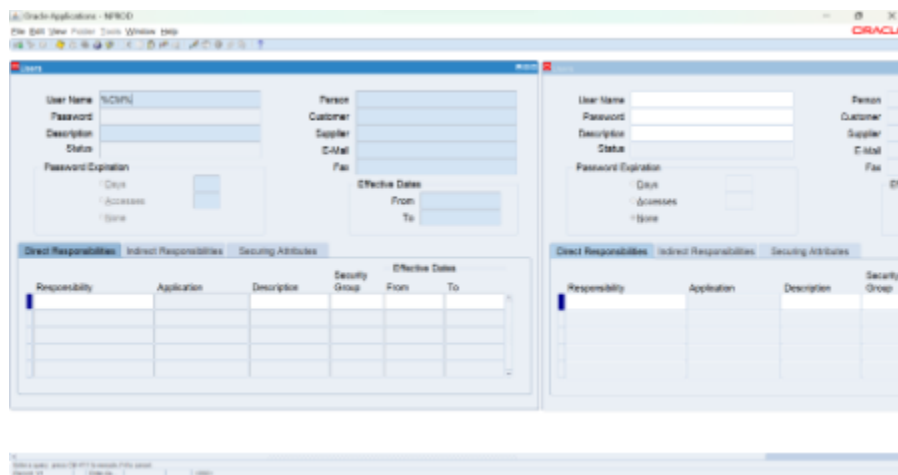 Oracle Applications - NPROD
File Edit View Folder Tools Window Help
ORACL
Users
User Name %CM%
Password
Description
Status
Password Expiration
Days
Accesses
None
Person
Customer
Supplier
E-Mail
Fax
Effective Dates
From
To
Direct Responsibilities Indirect Responsibilities Securing Attributes
Effective Dates
Responsibility Application Description Security Group From To
User Name
Password
Description
Status
Password Expiration
Days
Accesses
None
Person
Customer
Supplier
E-Mail
Fax
Direct Responsibilities Indirect Responsibilities Securing Attributes
Responsibility Application Description Security Group